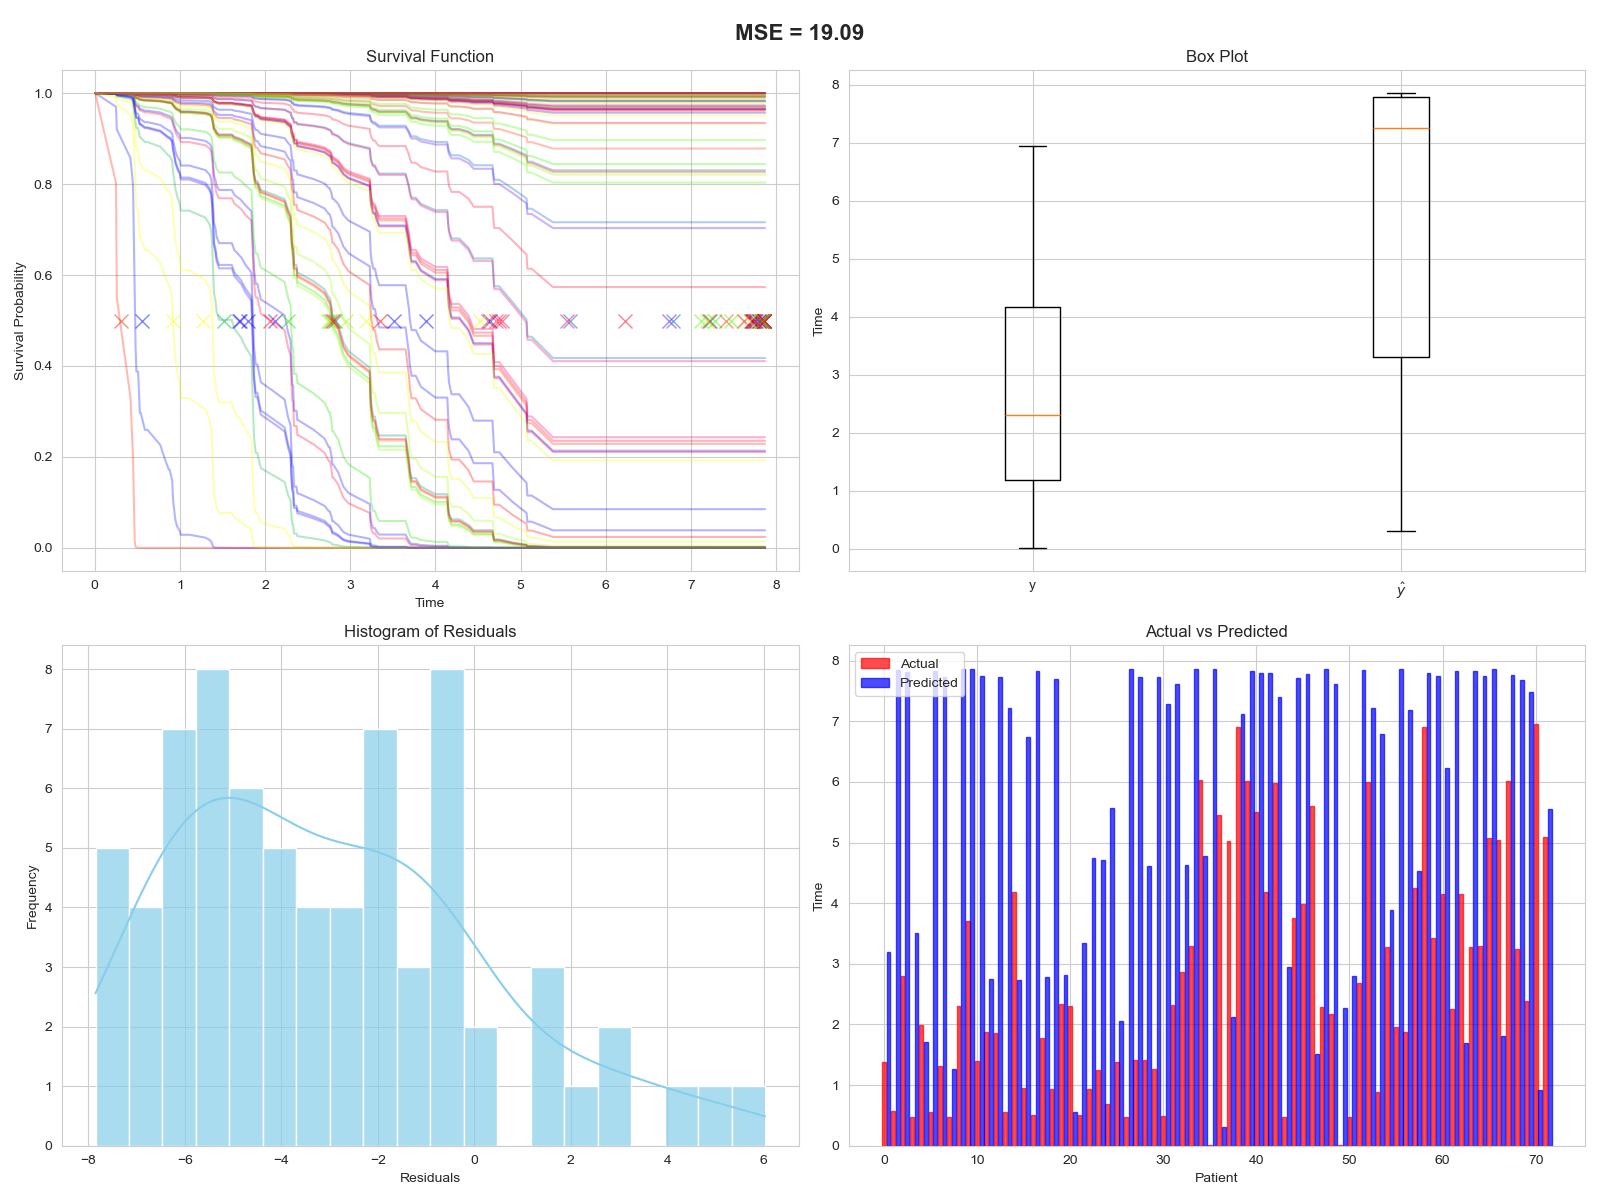 MSE = 19.09
Survival Function
Survival Probability
1.0
0.8
0.6
0.4
0.2
0.0
0 1 2 3 4 5 6 7 8
Time
Box Plot
Time
8
7
6
5
4
3
2
1
0
y ŷ
Histogram of Residuals
Frequency
8
7
6
5
4
3
2
1
0
−8 −6 −4 −2 0 2 4 6
Residuals
Actual vs Predicted
Actual
Predicted
Time
8
7
6
5
4
3
2
1
0
0 10 20 30 40 50 60 70
Patient